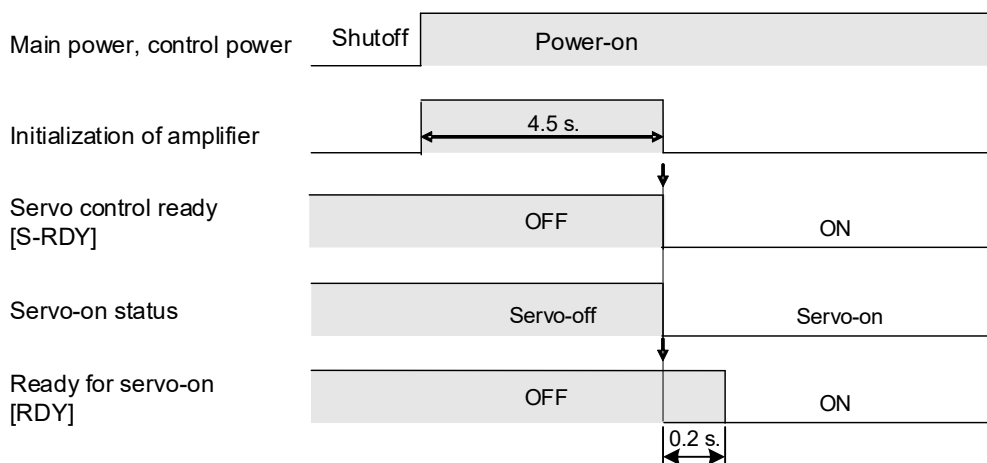 Main power, control power
Shutoff
Power-on
Initialization of amplifier
4.5 s.
Servo control ready
[S-RDY]
OFF
ON
Servo-on status
Servo-off
Servo-on
Ready for servo-on
[RDY]
OFF
ON
0.2 s.